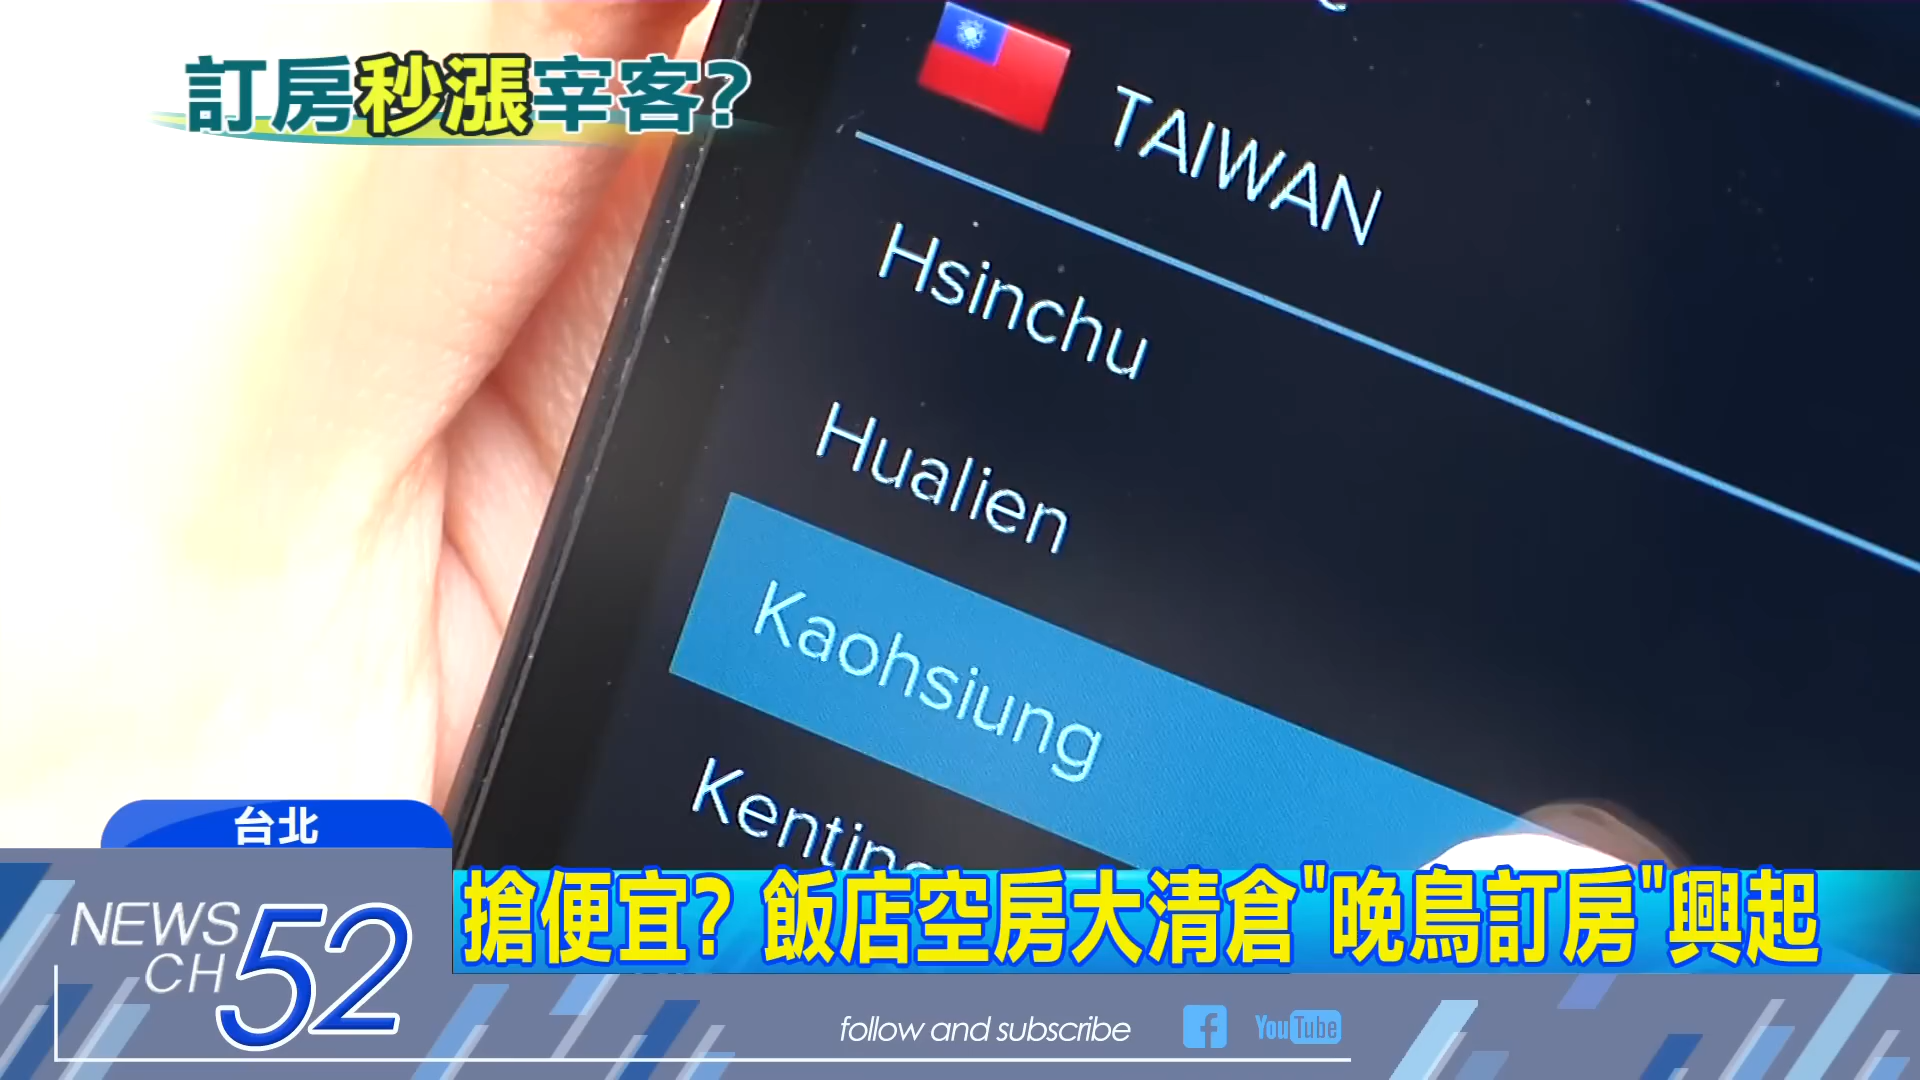 訂房秒漲宰客?
TAIWAN
Hsinchu
Hualien
Kaohsiung
台北
搶便宜? 飯店空房大清倉"晚鳥訂房"興起
NEWS
CH
52
follow and subscribe
YouTube